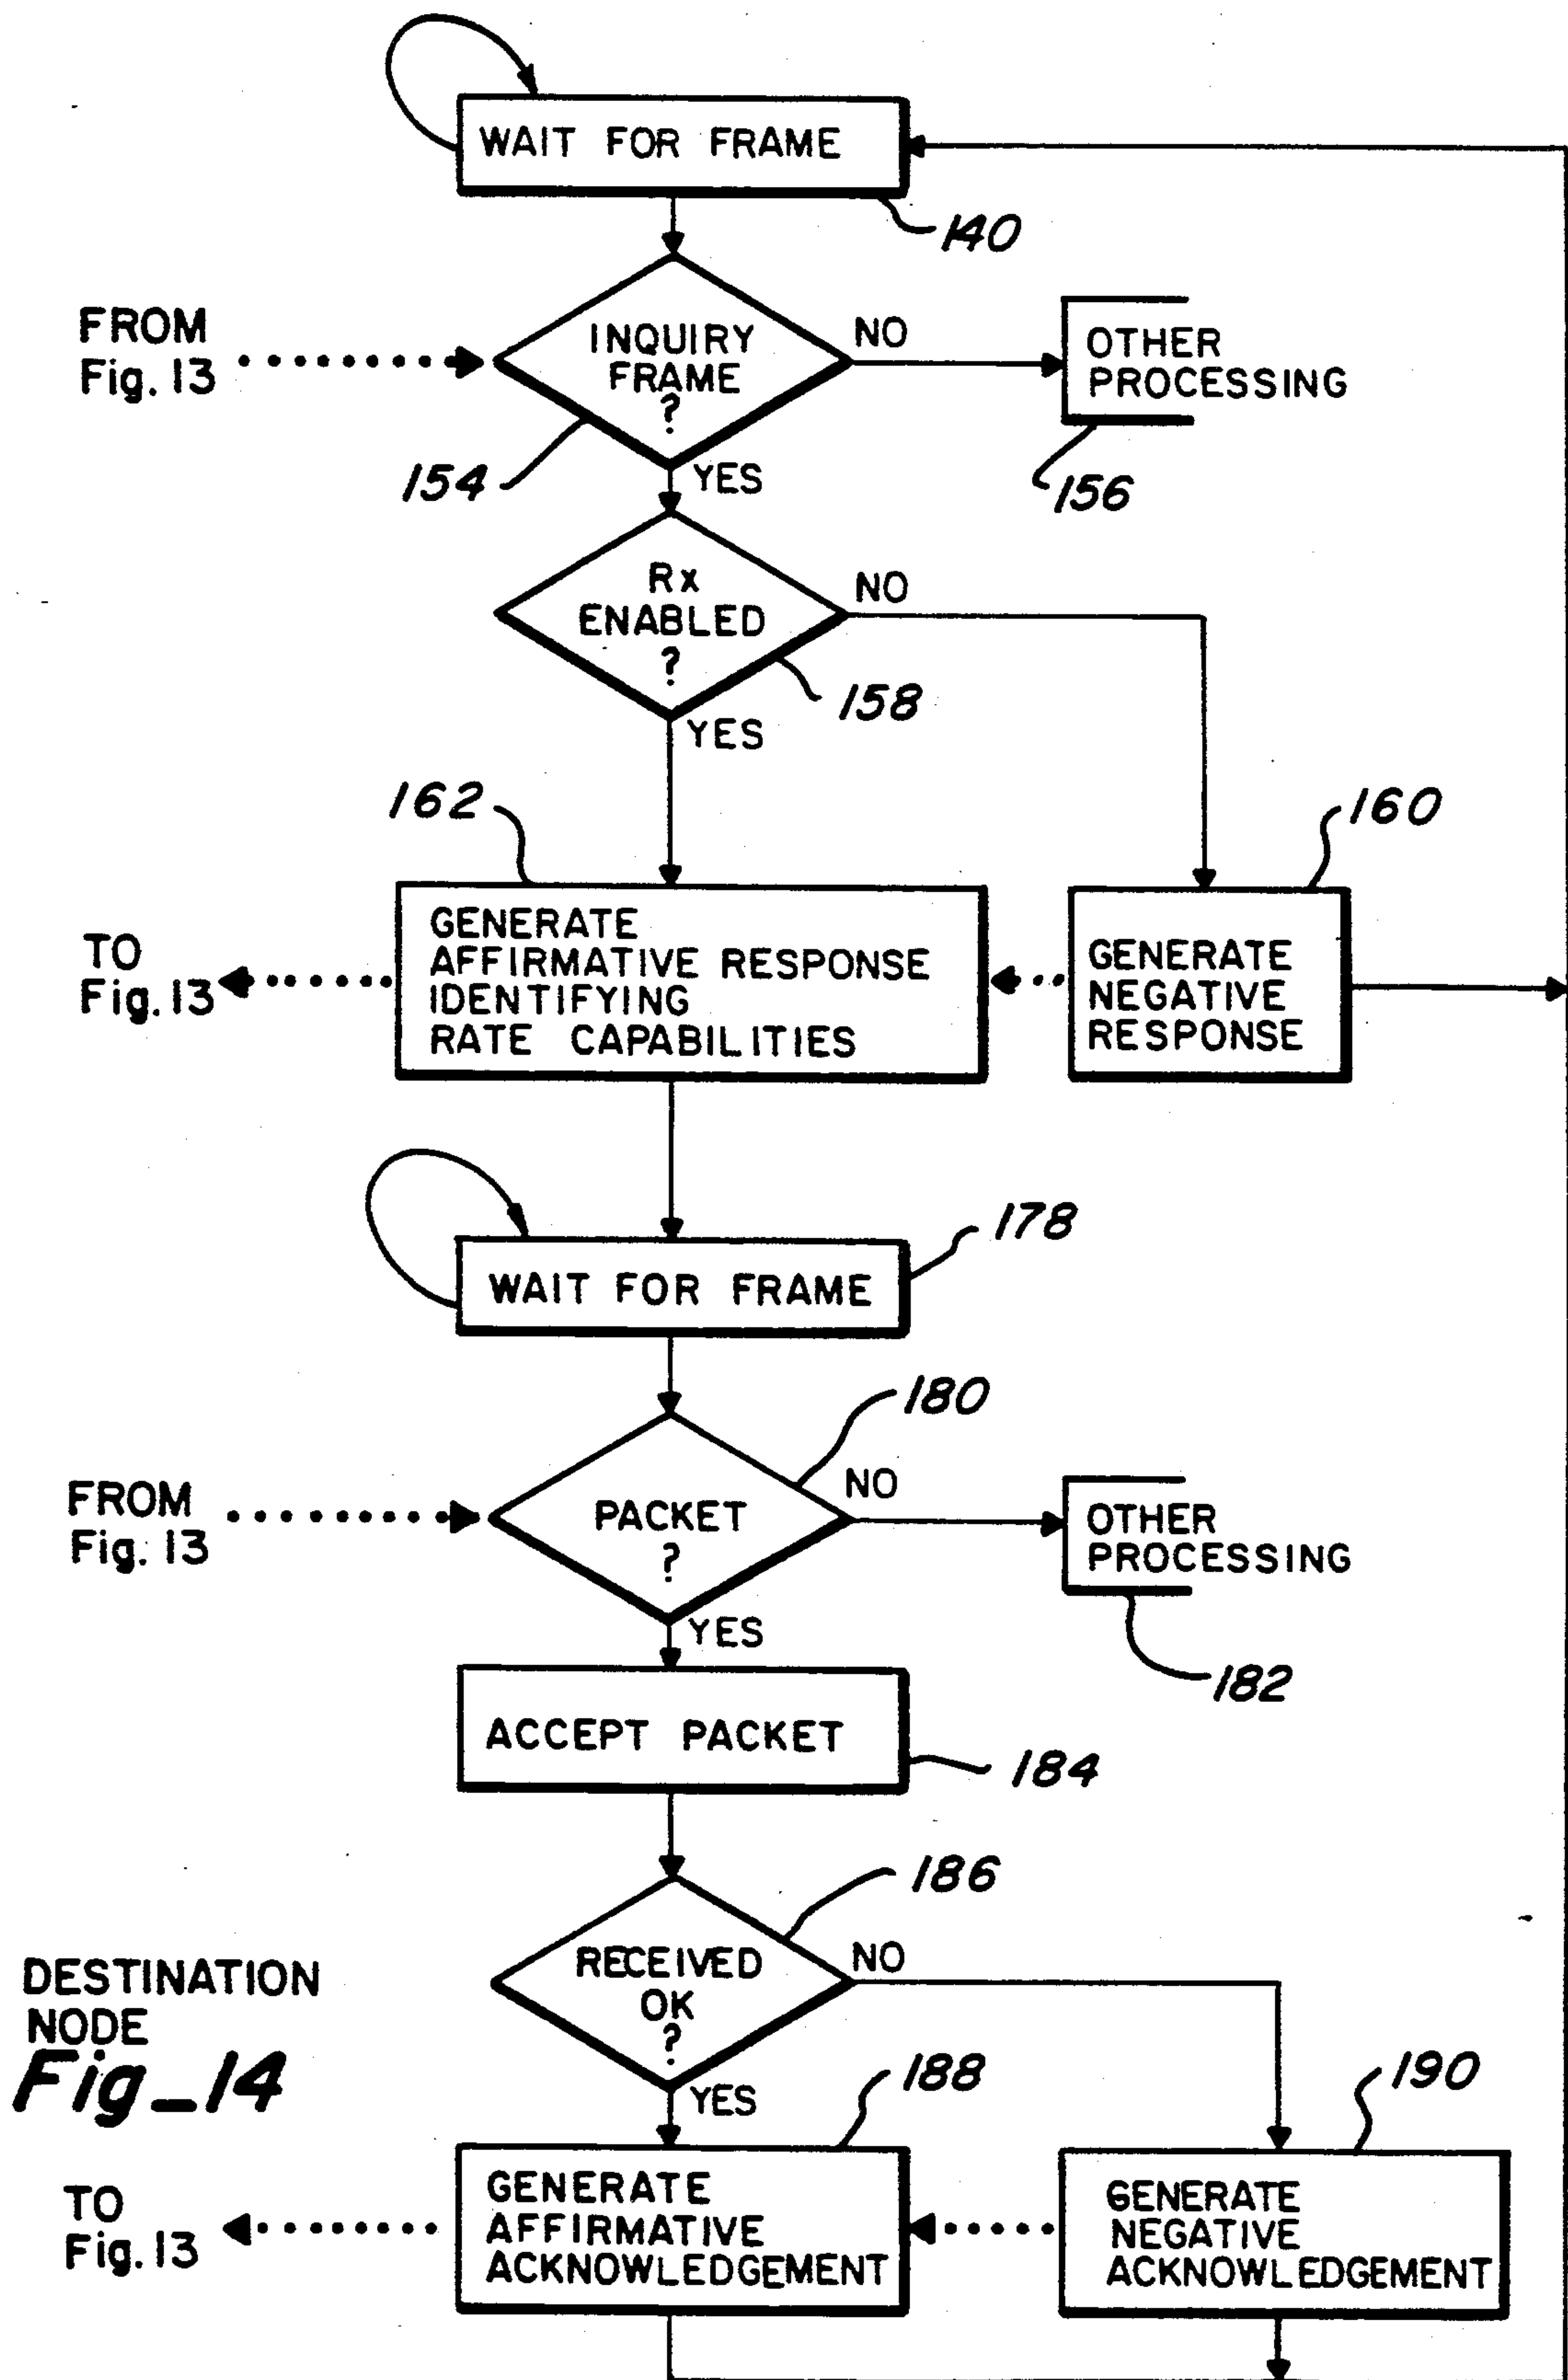 WAIT FOR FRAME
140
FROM
Fig. 13
INQUIRY
FRAME
?
NO
OTHER
PROCESSING
154
YES
156
Rx
ENABLED
?
NO
158
YES
162
160
TO
Fig. 13
GENERATE
AFFIRMATIVE RESPONSE
IDENTIFYING
RATE CAPABILITIES
GENERATE
NEGATIVE
RESPONSE
178
WAIT FOR FRAME
180
FROM
Fig. 13
PACKET
?
NO
OTHER
PROCESSING
YES
182
ACCEPT PACKET
184
186
RECEIVED
OK
?
NO
DESTINATION
NODE
Fig_14
YES
188
190
TO
Fig. 13
GENERATE
AFFIRMATIVE
ACKNOWLEDGEMENT
GENERATE
NEGATIVE
ACKNOWLEDGEMENT